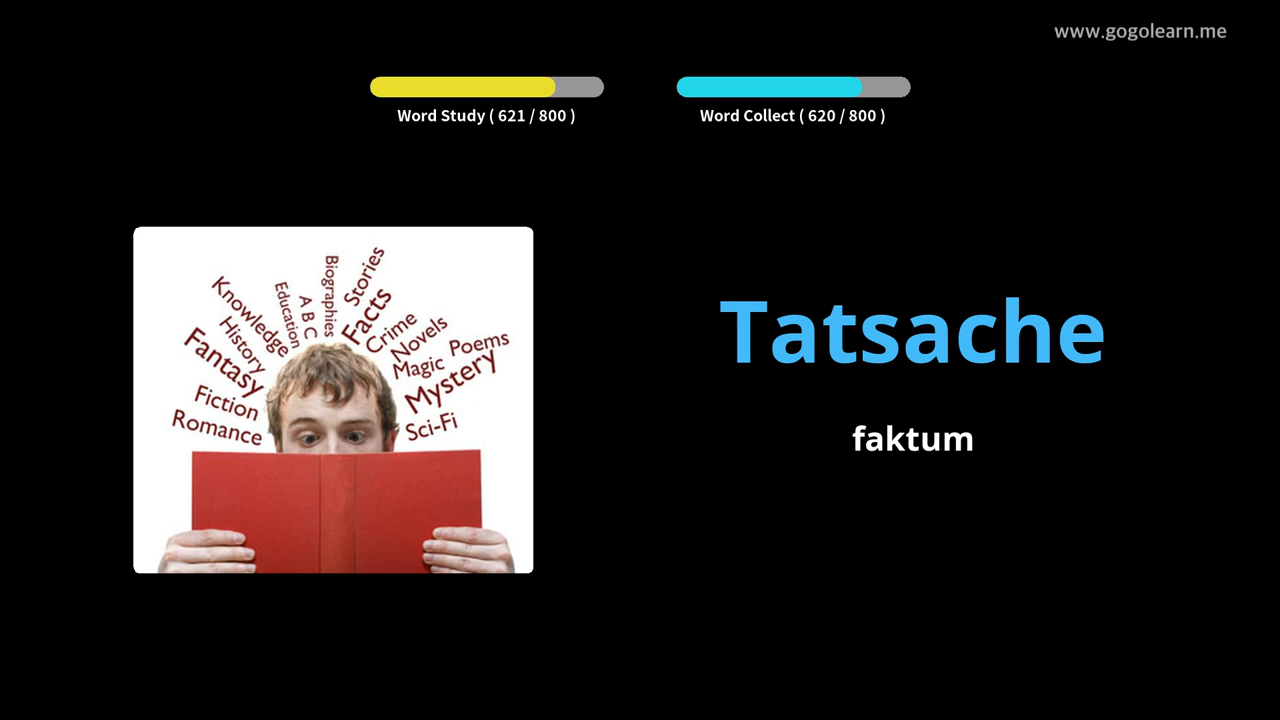 www.gogolearn.me
Word Study ( 621 / 800 )
Word Collect ( 620 / 800 )
Tatsache
faktum
Knowledge
Education
A B C
Biographies
Stories
Facts
Crime
Novels
Poems
Magic
Mystery
Sci-Fi
History
Fantasy
Fiction
Romance